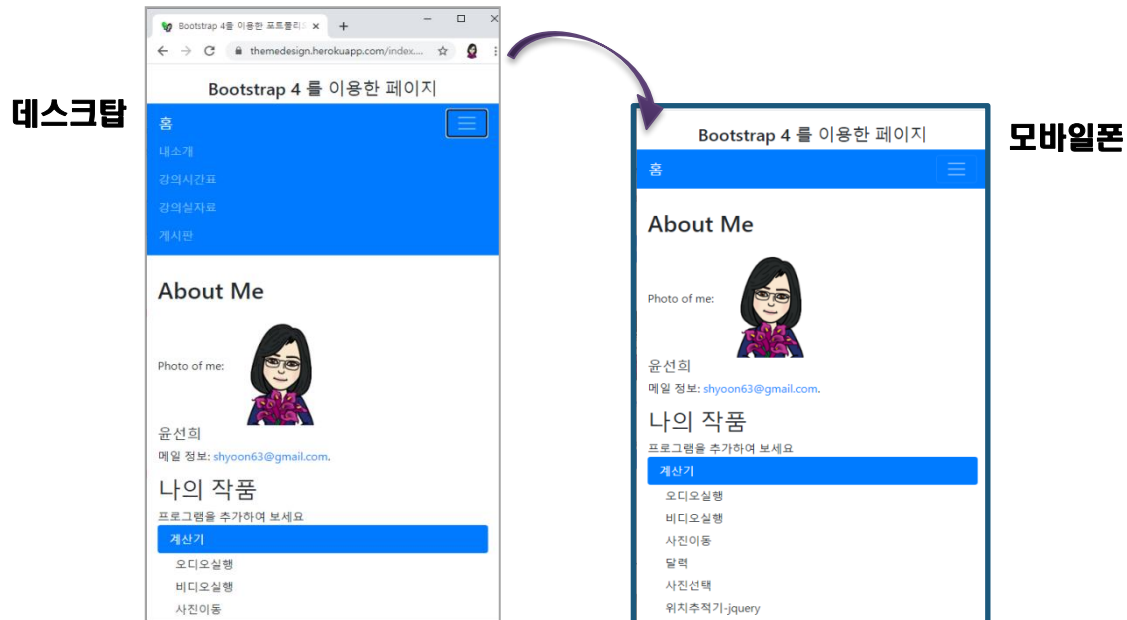 Bootstrap 4를 이용한 포트폴리오
themedesign.herokuapp.com/index....
데스크탑
Bootstrap 4 를 이용한 페이지
홈
내소개
강의시간표
강의실자료
게시판
About Me
Photo of me:
윤선희
메일 정보: shyoon63@gmail.com.
나의 작품
프로그램을 추가하여 보세요
계산기
오디오실행
비디오실행
사진이동
모바일폰
Bootstrap 4 를 이용한 페이지
홈
About Me
Photo of me:
윤선희
메일 정보: shyoon63@gmail.com.
나의 작품
프로그램을 추가하여 보세요
계산기
오디오실행
비디오실행
사진이동
달력
사진선택
위치추적기-jquery